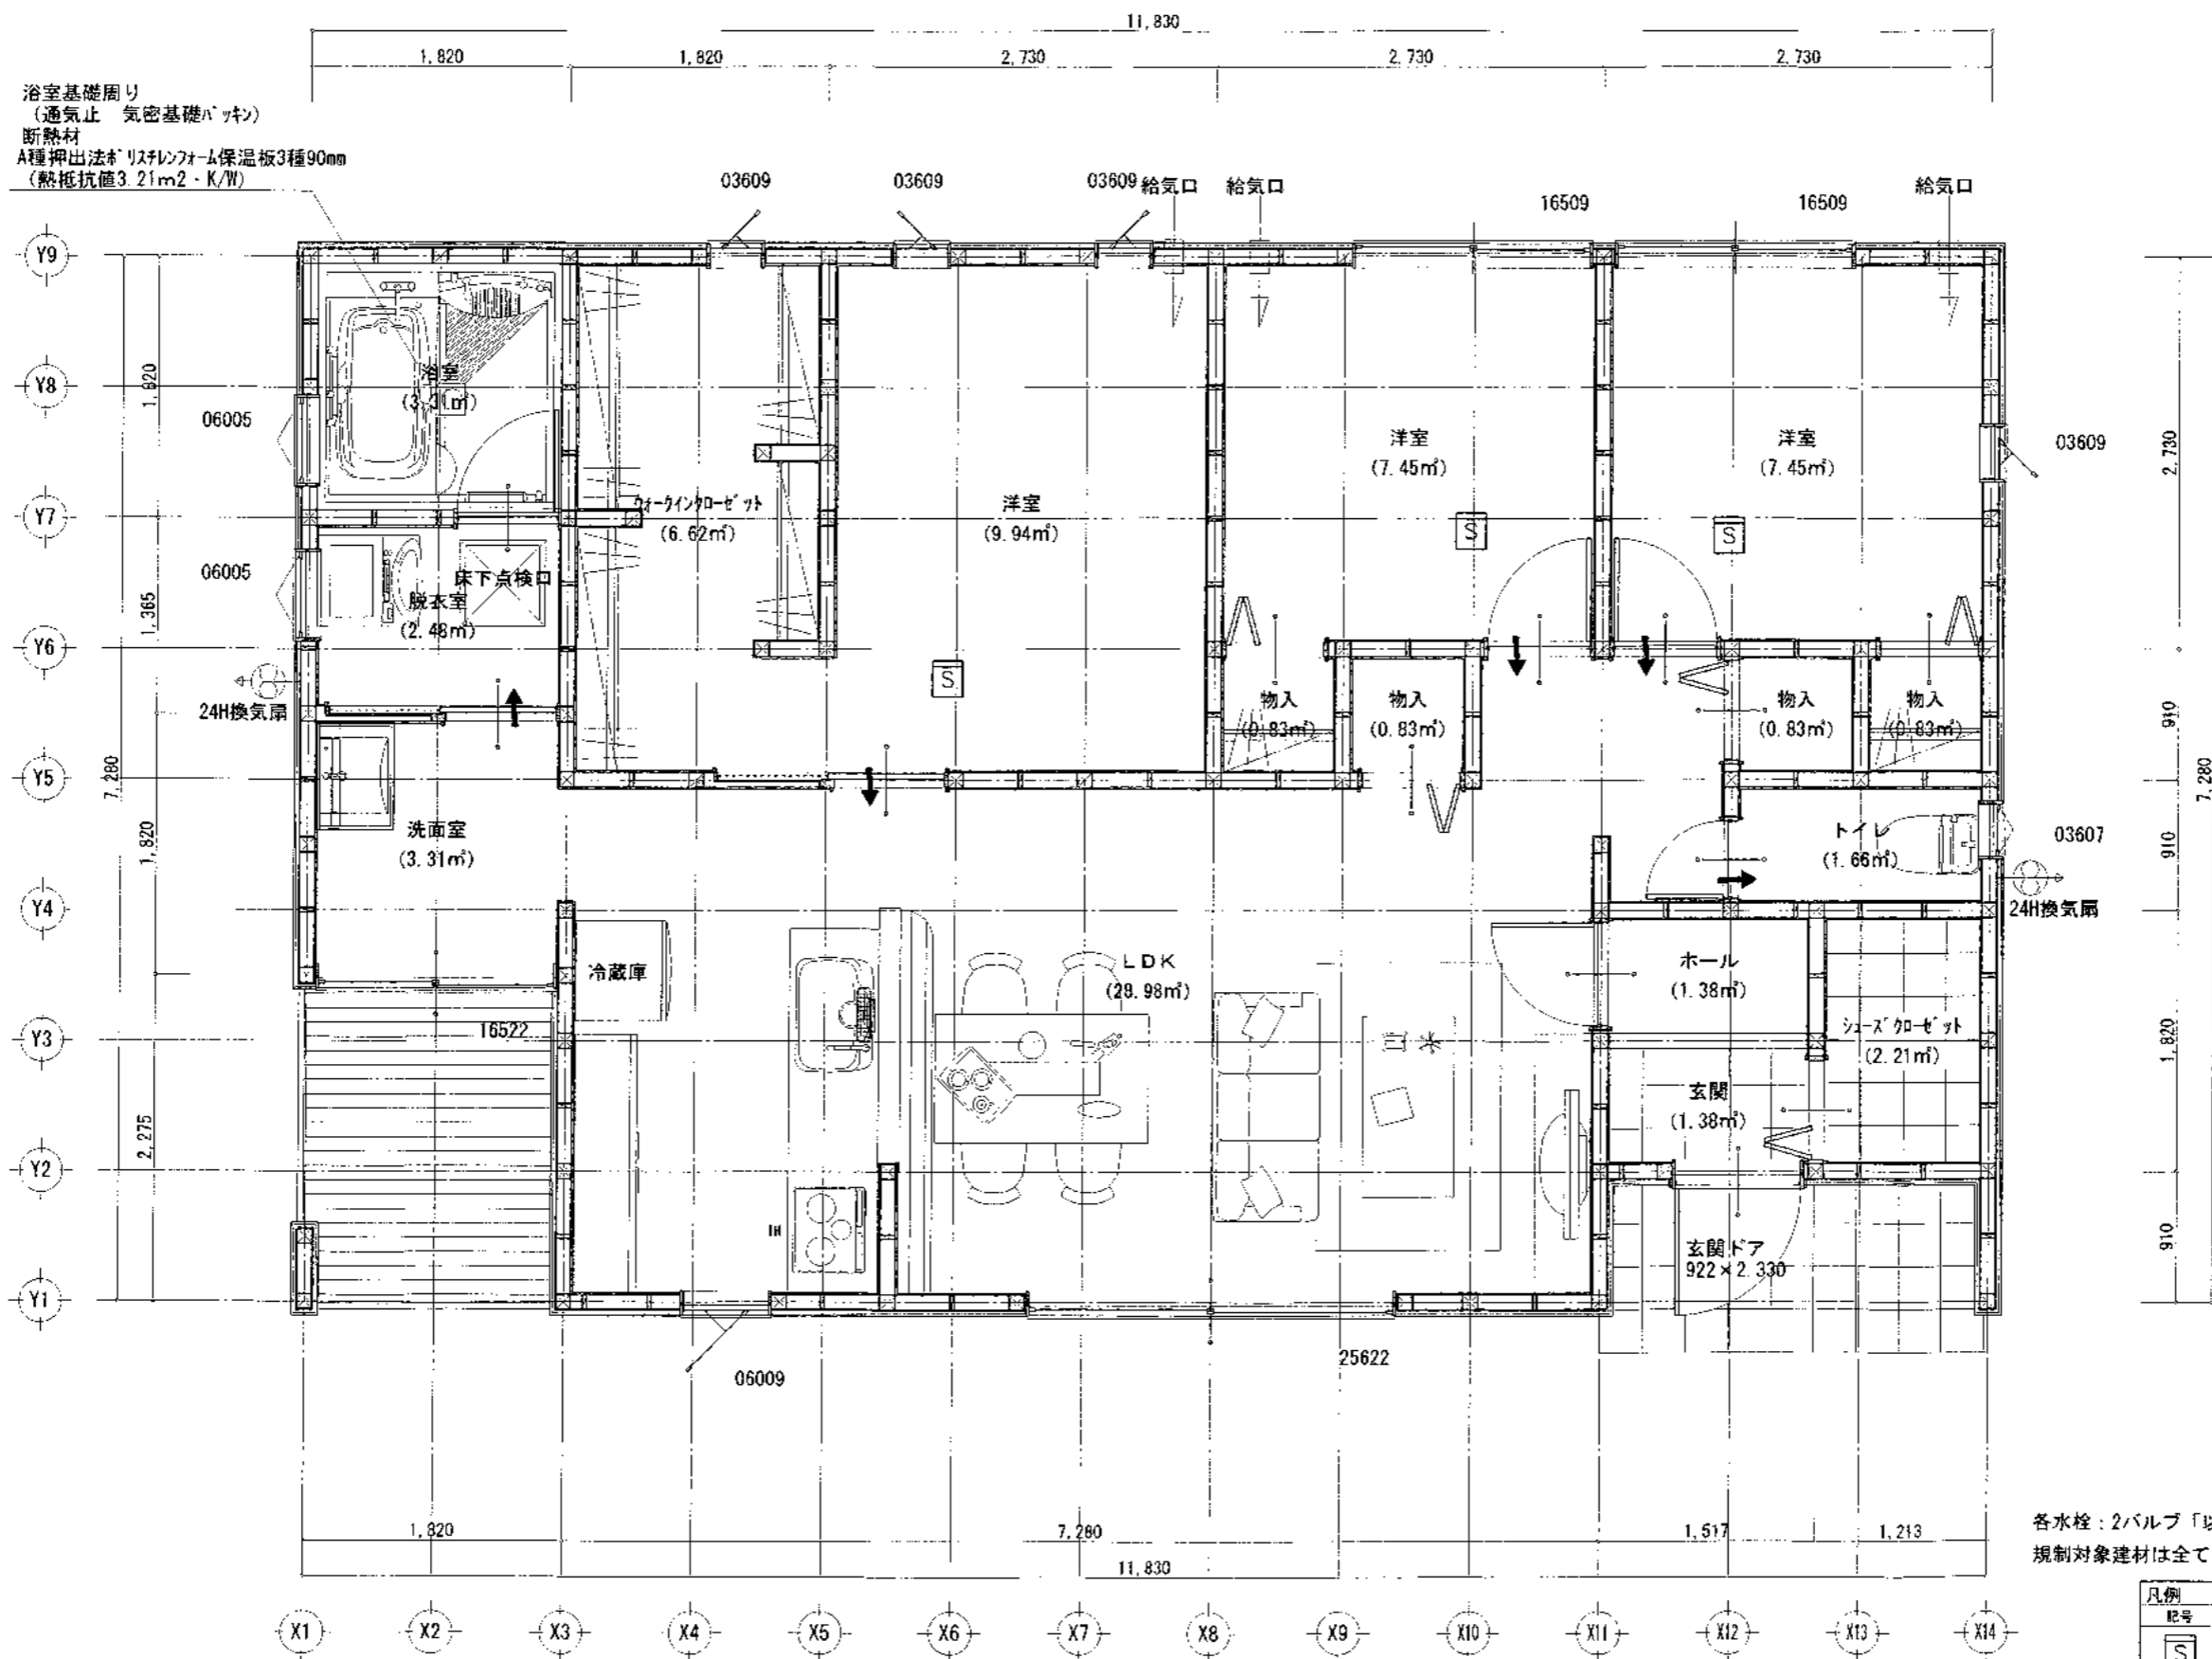 11,830
1,820
1,820
2,730
2,730
2,730
浴室基礎周り
(通気止 気密基礎パッキン)
断熱材
A種押出法ポリスチレンフォーム保温板3種90mm
(熱抵抗値3.21m2・K/W)
03609
03609
03609
給気口
給気口
16509
16509
給気口
Y9
Y8
Y7
Y6
Y5
Y4
Y3
Y2
Y1
1,820
1,365
7,280
1,820
2,275
06005
06005
24H換気扇
浴室
(3.31㎡)
床下点検口
脱衣室
(2.48㎡)
洗面室
(3.31㎡)
ウォークインクローゼット
(6.62㎡)
洋室
(9.94㎡)
S
洋室
(7.45㎡)
S
洋室
(7.45㎡)
S
物入
(0.83㎡)
物入
(0.83㎡)
物入
(0.83㎡)
物入
(0.83㎡)
トイレ
(1.66㎡)
冷蔵庫
LDK
(28.98㎡)
ホール
(1.38㎡)
シューズクローゼット
(2.21㎡)
玄関
(1.38㎡)
玄関ドア
922×2.330
IH
16522
06009
25622
03609
03607
24H換気扇
2,730
910
910
1,820
910
7,280
1,820
7,280
1,517
1,213
11,830
X1
X2
X3
X4
X5
X6
X7
X8
X9
X10
X11
X12
X13
X14
各水栓:2バルブ「
規制対象建材は全て
凡例
記号
S